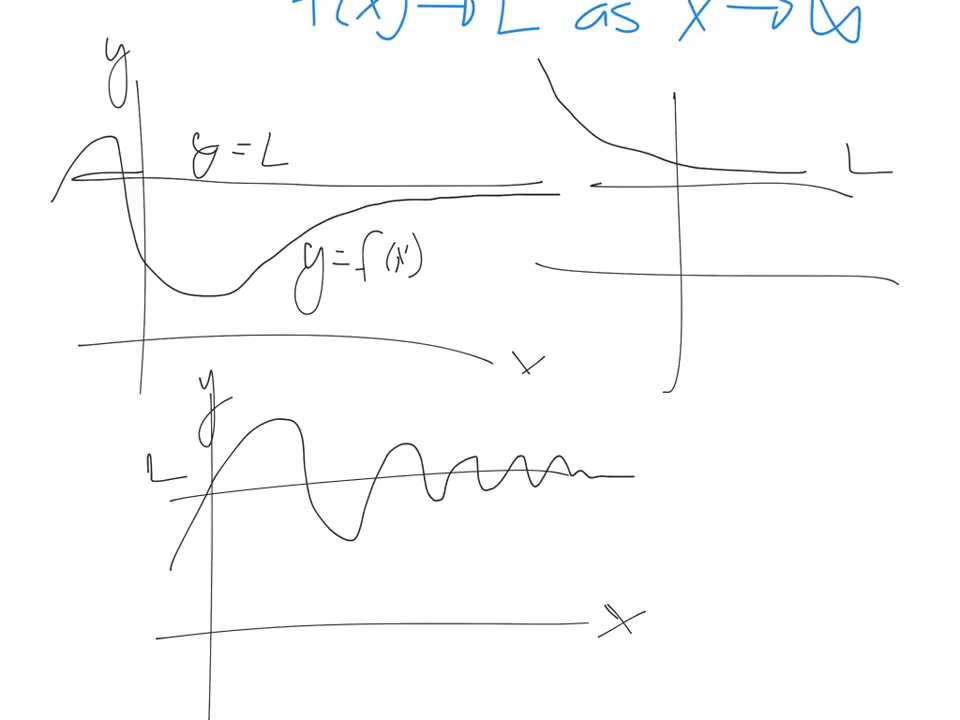 f(x) → L as x → ∞
y
y = L
L
y = f(x)
x
y
L
x